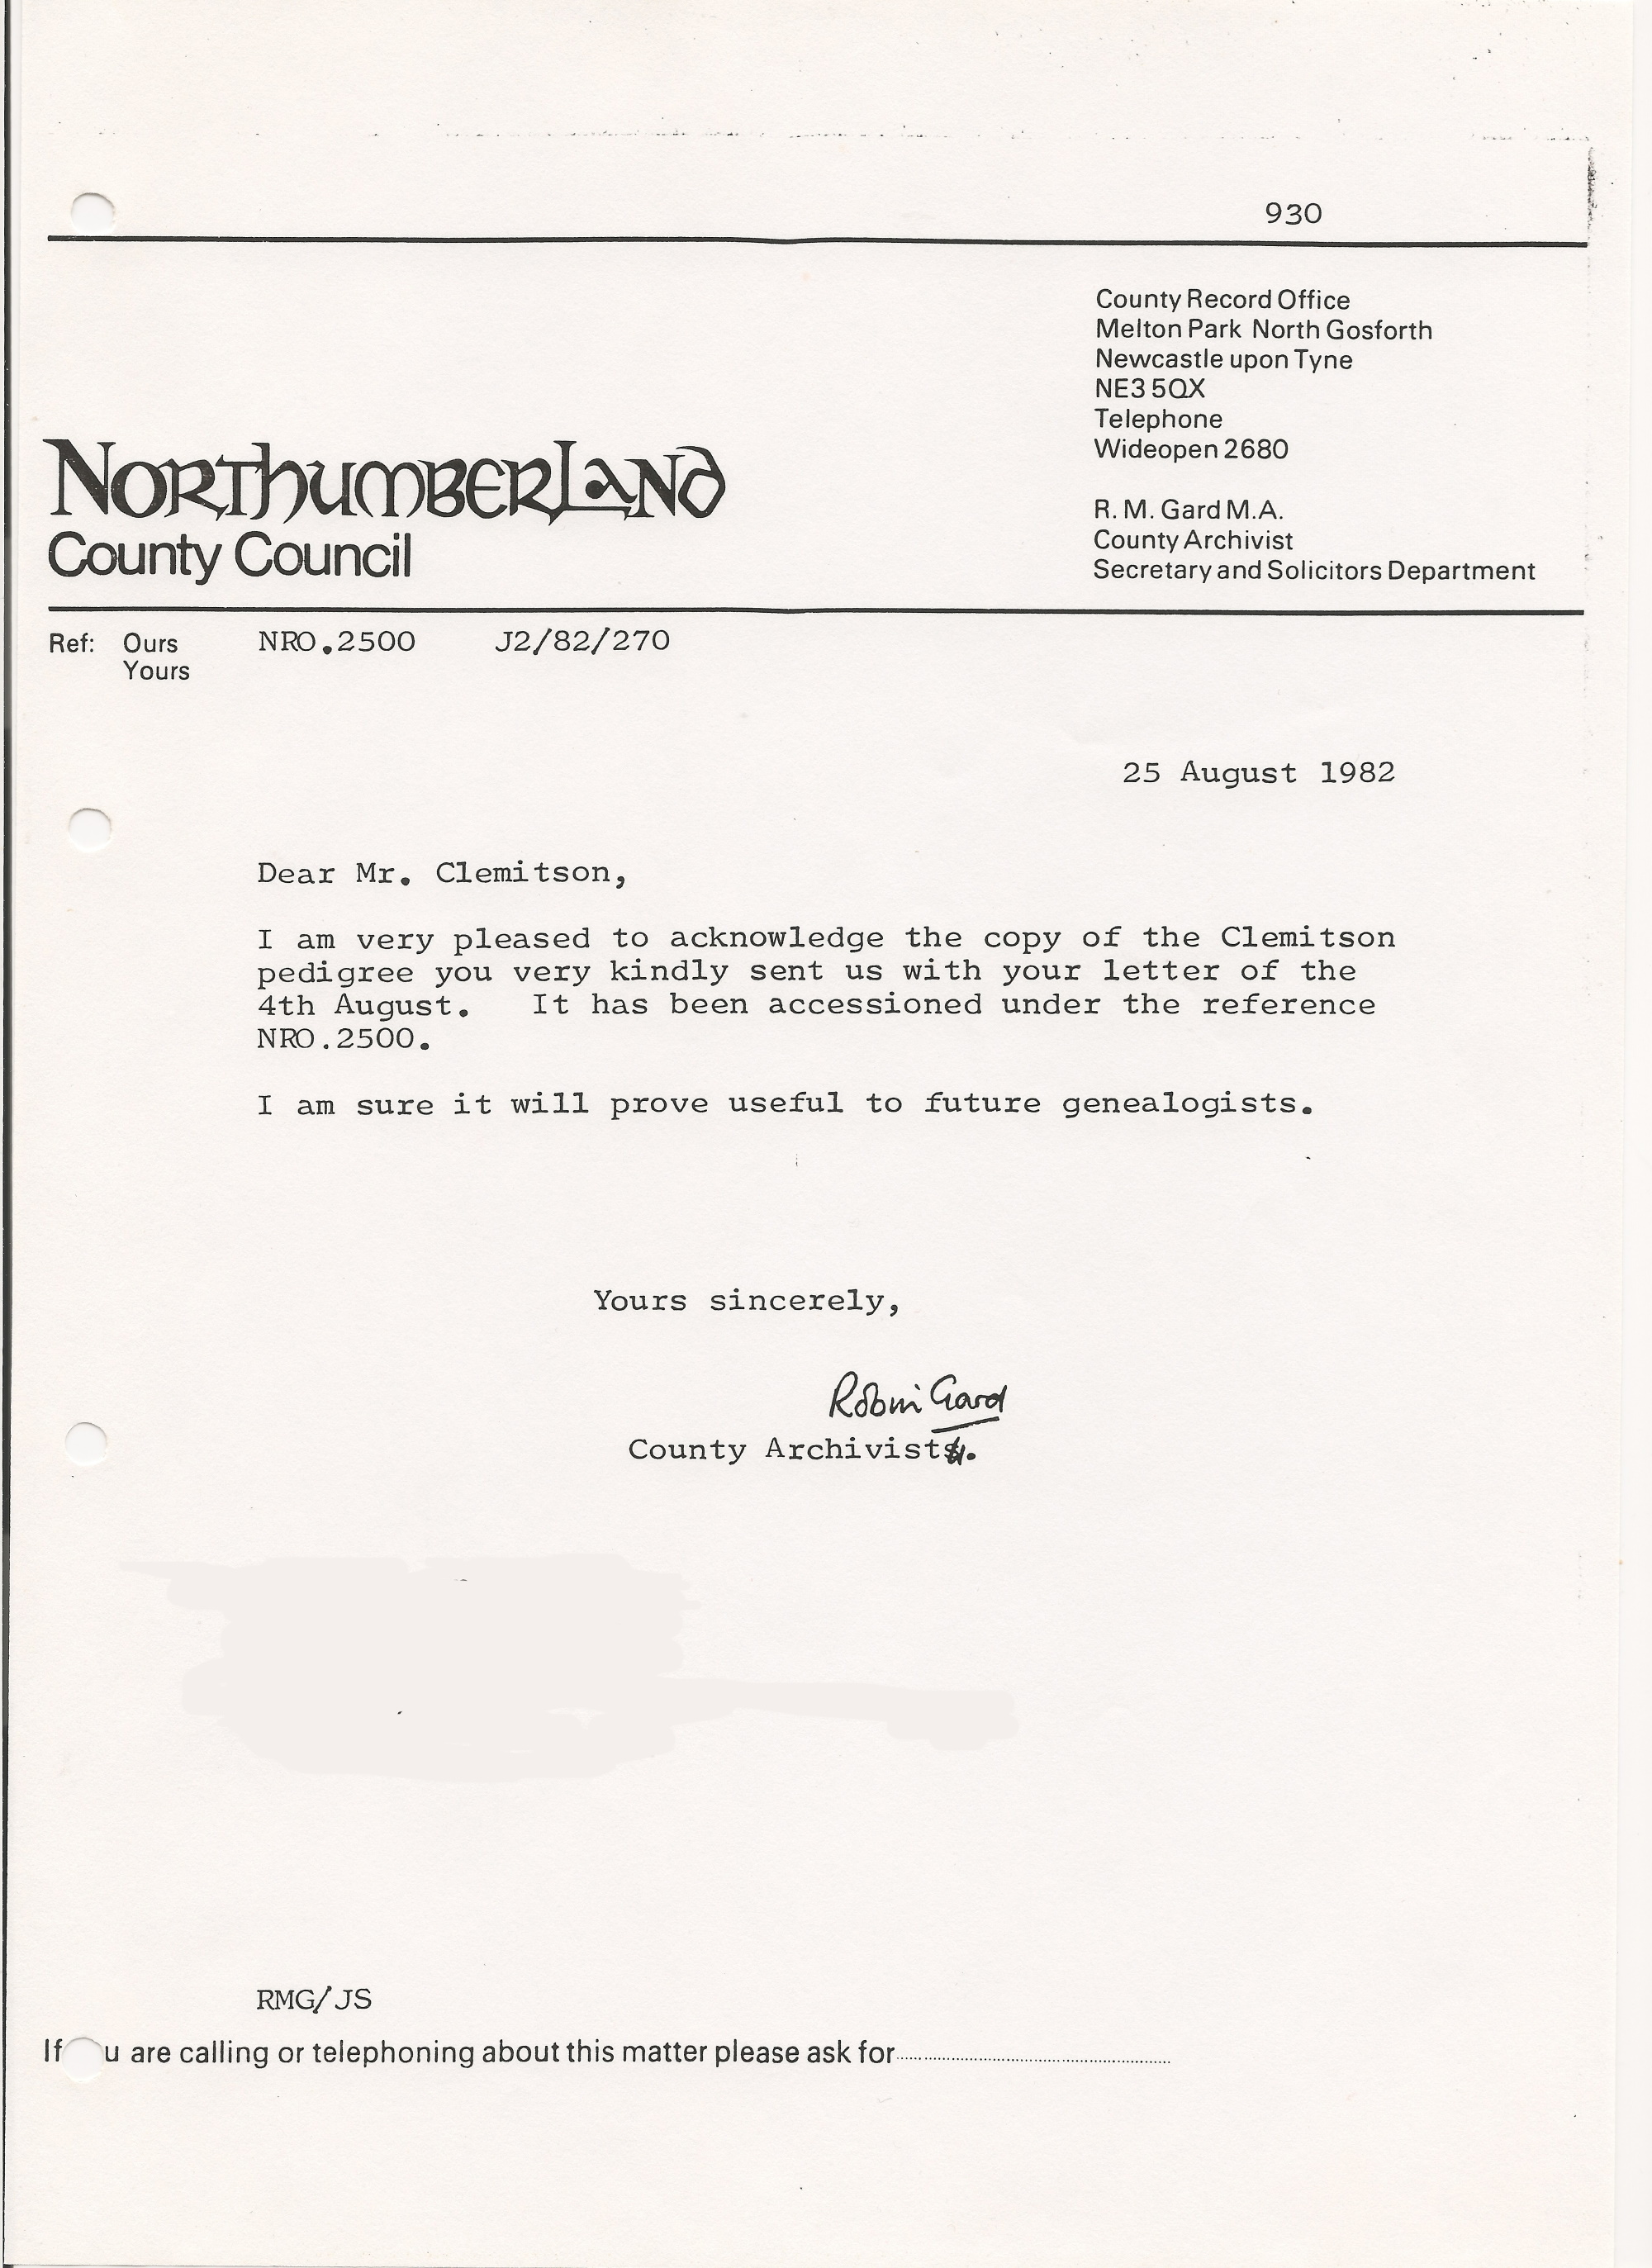 930
County Record Office
Melton Park North Gosforth
Newcastle upon Tyne
NE3 5QX
Telephone
Wideopen 2680
R. M. Gard M.A.
County Archivist
Secretary and Solicitors Department
NORThUMBERLAND
County Council
Ref: Ours NRO.2500 J2/82/270
Yours
25 August 1982
Dear Mr. Clemitson,
I am very pleased to acknowledge the copy of the Clemitson
pedigree you very kindly sent us with your letter of the
4th August. It has been accessioned under the reference
NRO.2500.
I am sure it will prove useful to future genealogists.
Yours sincerely,
Robin Gard
County Archivist.
RMG/JS
If u are calling or telephoning about this matter please ask for